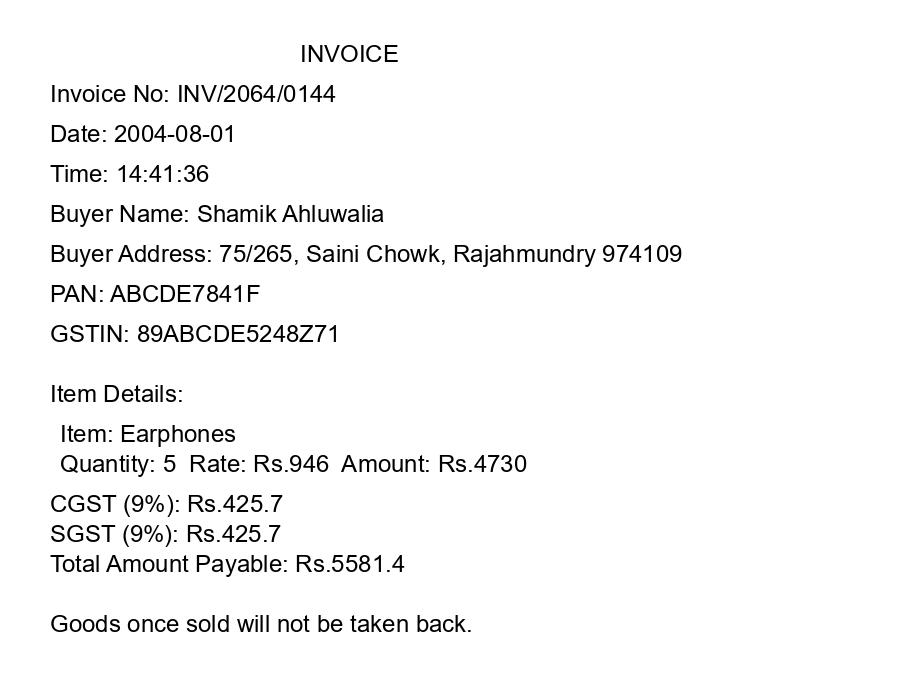 INVOICE
Invoice No: INV/2064/0144
Date: 2004-08-01
Time: 14:41:36
Buyer Name: Shamik Ahluwalia
Buyer Address: 75/265, Saini Chowk, Rajahmundry 974109
PAN: ABCDE7841F
GSTIN: 89ABCDE5248Z71
Item Details:
Item: Earphones
Quantity: 5  Rate: Rs.946  Amount: Rs.4730
CGST (9%): Rs.425.7
SGST (9%): Rs.425.7
Total Amount Payable: Rs.5581.4
Goods once sold will not be taken back.